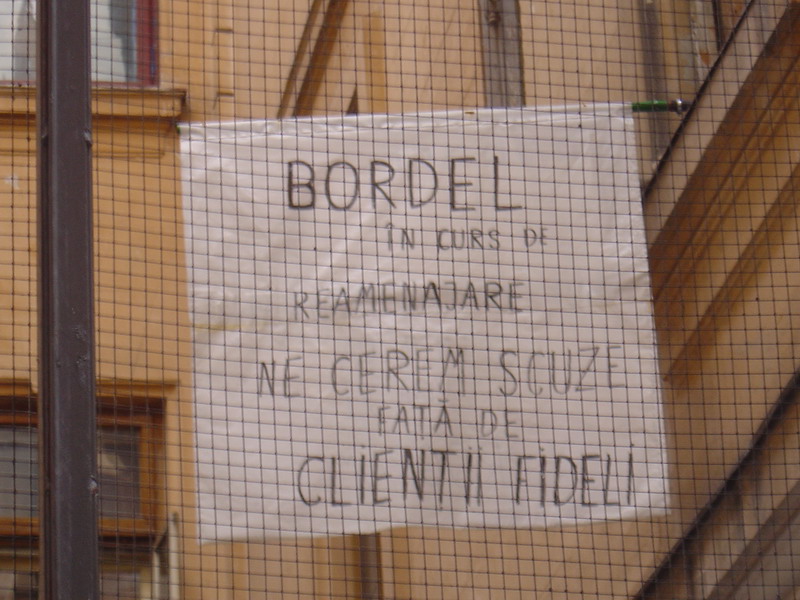 BORDEL
ÎN CURS DE
REAMENAJARE
NE CEREM SCUZE
FAȚĂ DE
CLIENȚII FIDELI